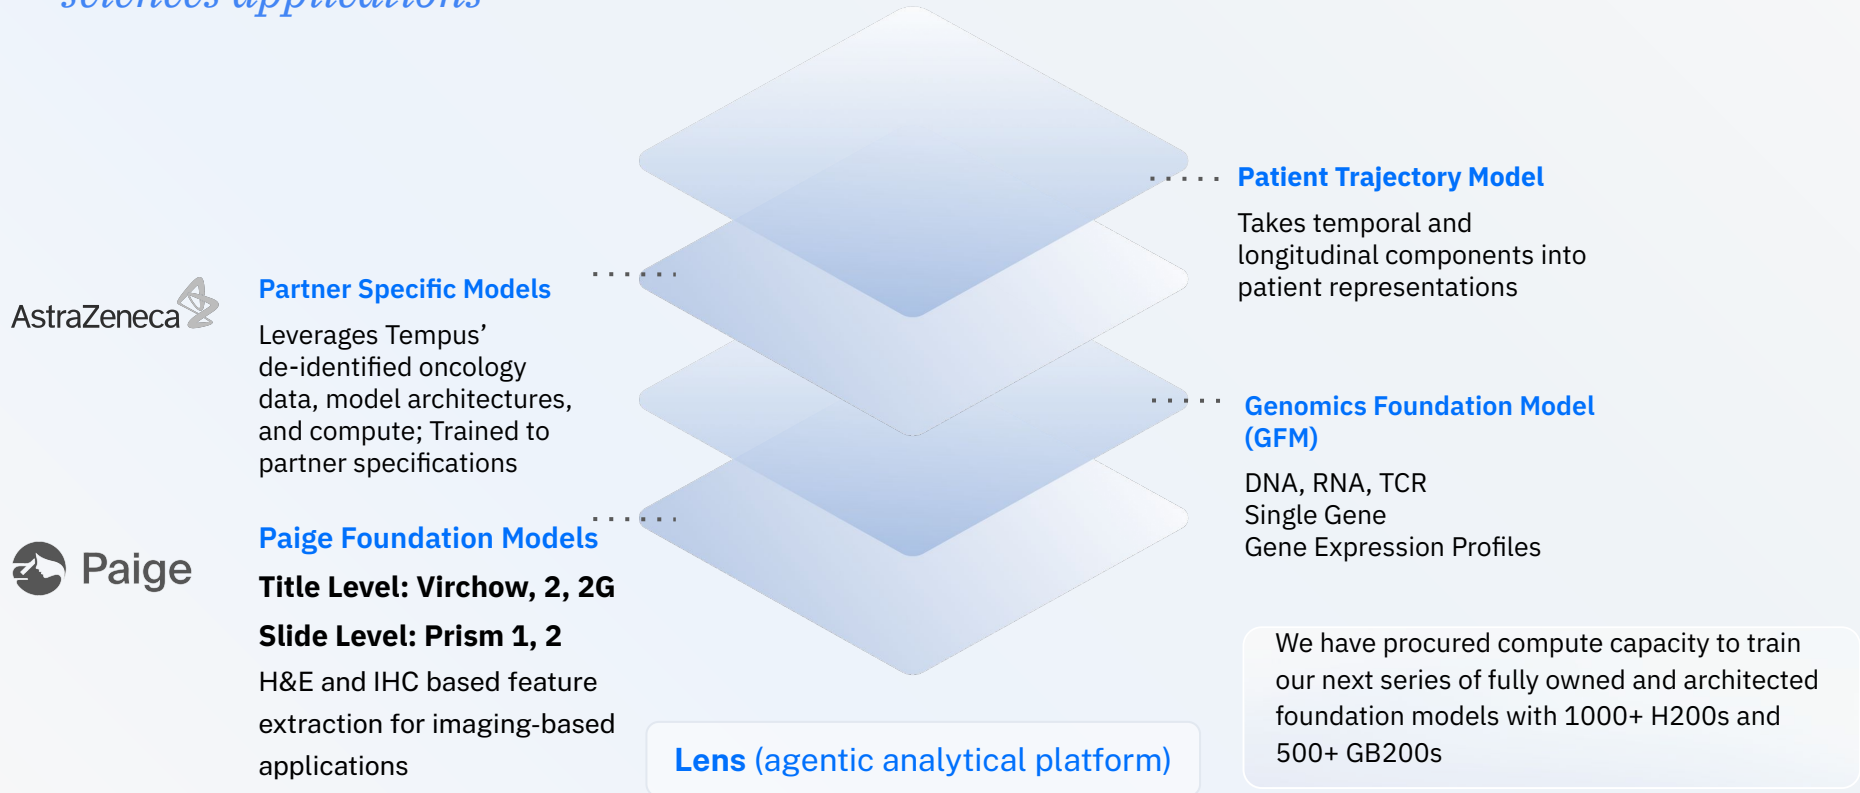 sciences applications
AstraZeneca
Partner Specific Models
Leverages Tempus’
de-identified oncology
data, model architectures,
and compute; Trained to
partner specifications
Paige
Paige Foundation Models
Title Level: Virchow, 2, 2G
Slide Level: Prism 1, 2
H&E and IHC based feature
extraction for imaging-based
applications
Patient Trajectory Model
Takes temporal and
longitudinal components into
patient representations
Genomics Foundation Model
(GFM)
DNA, RNA, TCR
Single Gene
Gene Expression Profiles
We have procured compute capacity to train
our next series of fully owned and architected
foundation models with 1000+ H200s and
500+ GB200s
Lens (agentic analytical platform)